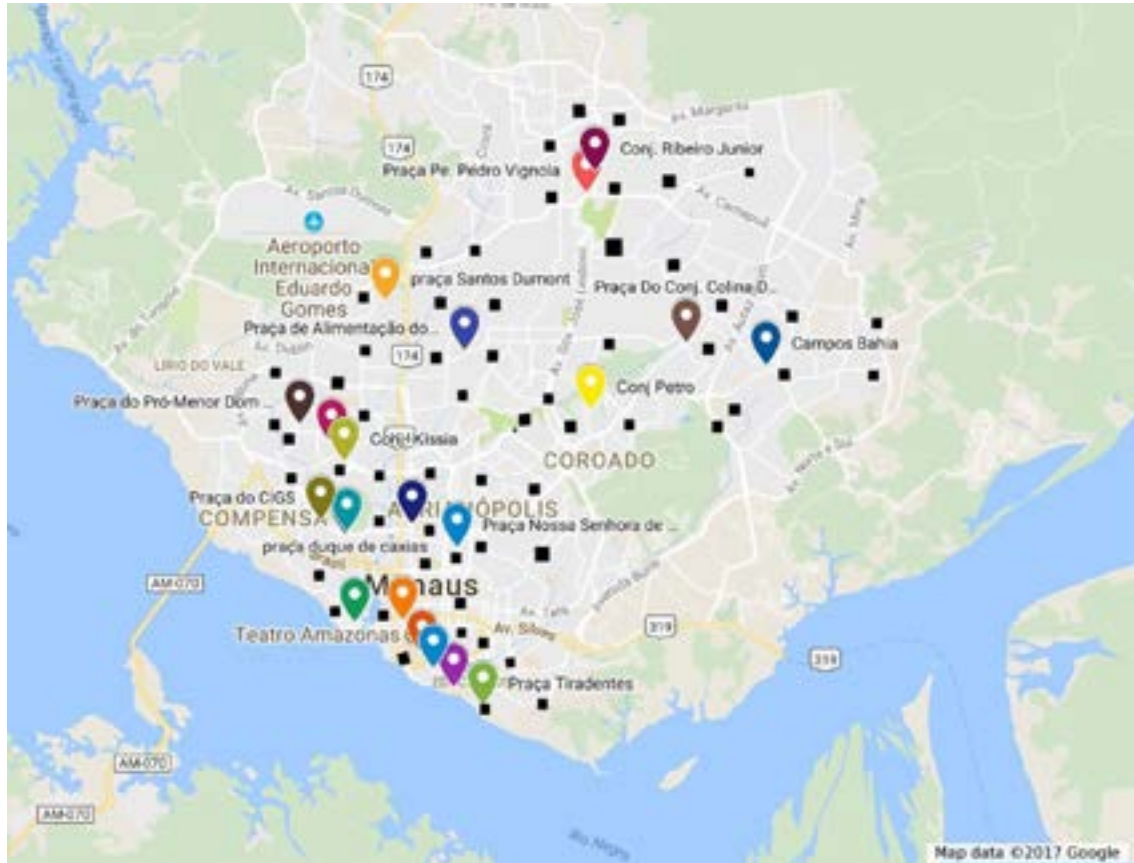 174
Av. Margarita
174
Conj. Ribeiro Junior
Praça Pe. Pedro Vignola
Av. Santos Dumont
Aeroporto
Internacional
Eduardo
Gomes
praça Santos Dumont
Praça Do Conj. Colina D...
Praça de Alimentação do ...
Campos Bahia
174
LIRIO DO VALE
Conj Petro
Praça do Pró-Menor Dom ...
Conj. Kissia
COROADO
Praça do CIGS
COMPENSA
Praça Nossa Senhora de ...
praça duque de caxias
Brasil
AM-070
Manaus
Teatro Amazonas
Av. Silves
319
319
Praça Tiradentes
AM-070
AM-070
Rio Negro
Map data ©2017 Google